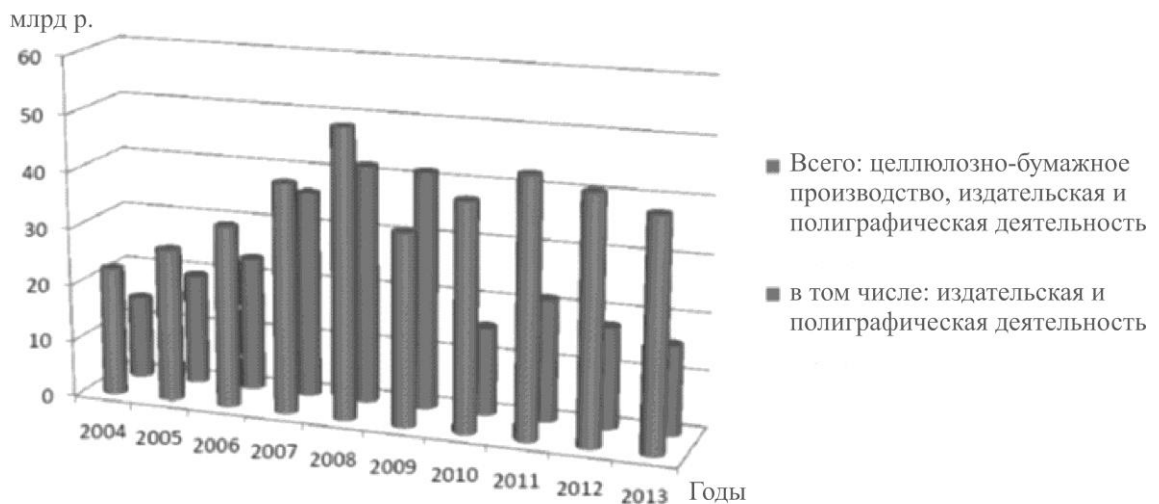 млрд р.
60
50
40
30
20
10
0
2004
2005
2006
2007
2008
2009
2010
2011
2012
2013
Годы
Всего: целлюлозно-бумажное
производство, издательская и
полиграфическая деятельность
в том числе: издательская и
полиграфическая деятельность